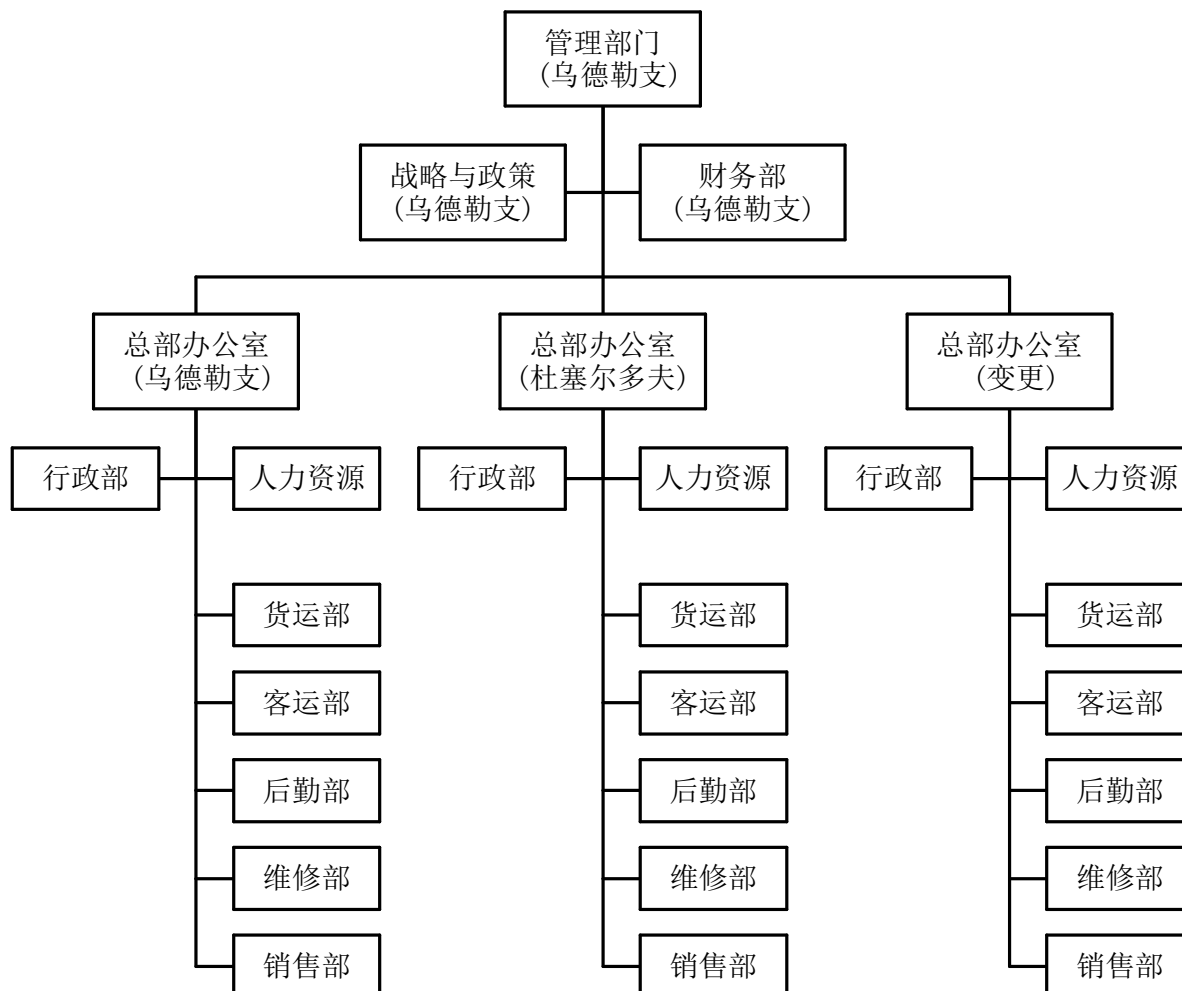 管理部门
(乌德勒支)
战略与政策
(乌德勒支)
财务部
(乌德勒支)
总部办公室
(乌德勒支)
总部办公室
(杜塞尔多夫)
总部办公室
(变更)
行政部
人力资源
行政部
人力资源
行政部
人力资源
货运部
货运部
货运部
客运部
客运部
客运部
后勤部
后勤部
后勤部
维修部
维修部
维修部
销售部
销售部
销售部